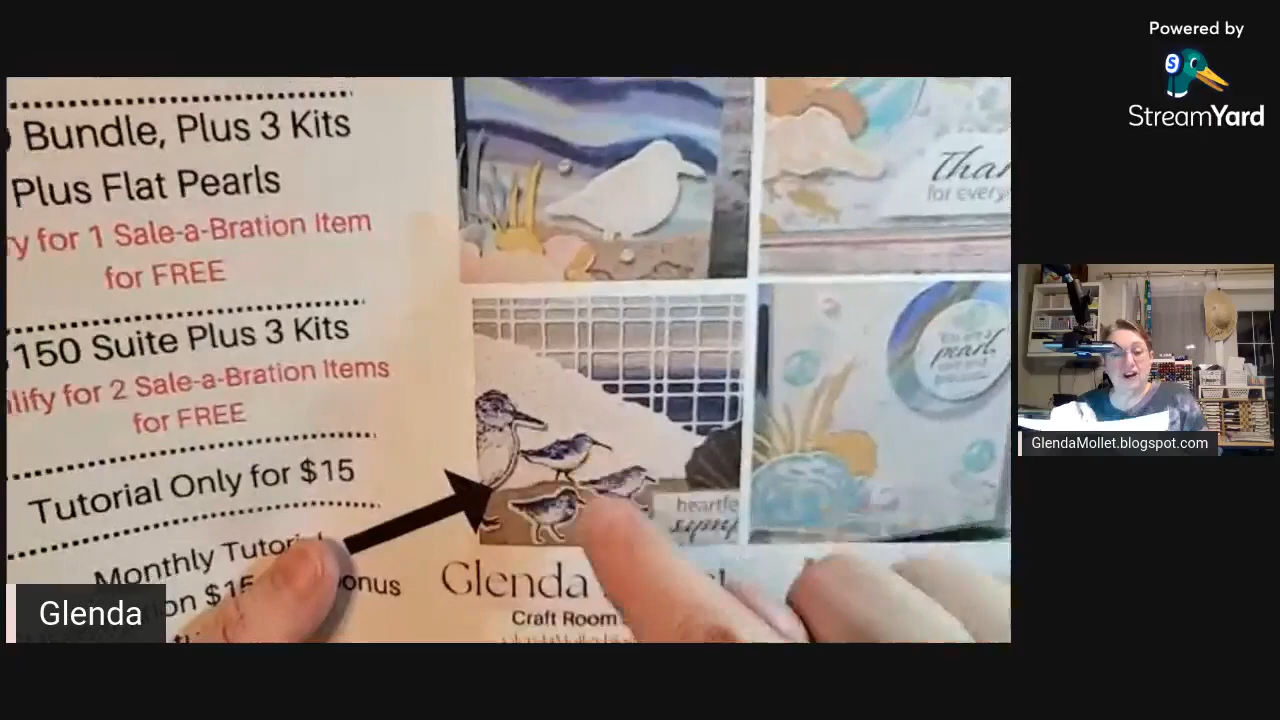 Powered by
StreamYard
Bundle, Plus 3 Kits
Plus Flat Pearls
for 1 Sale-a-Bration Item
for FREE
150 Suite Plus 3 Kits
for 2 Sale-a-Bration Items
for FREE
Tutorial Only for $15
Monthly
for every
pearl
Glenda
Craft Room
Glenda
GlendaMollet.blogspot.com